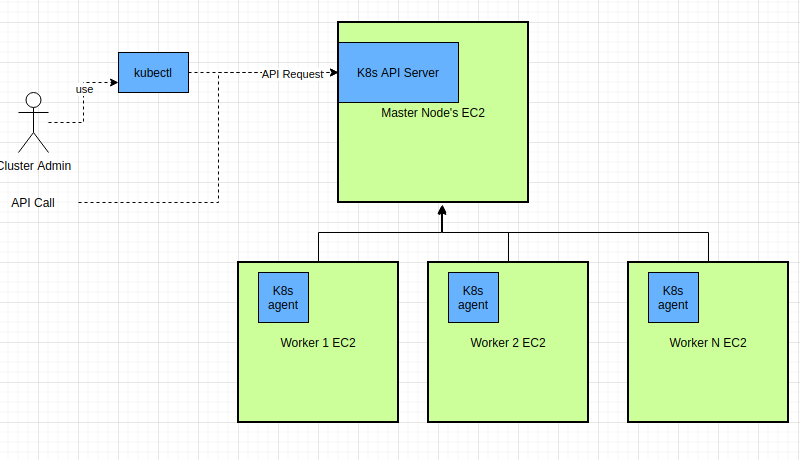 kubectl
API Request
K8s API Server
use
Master Node's EC2
Cluster Admin
API Call
K8s
agent
K8s
agent
K8s
agent
Worker 1 EC2
Worker 2 EC2
Worker N EC2